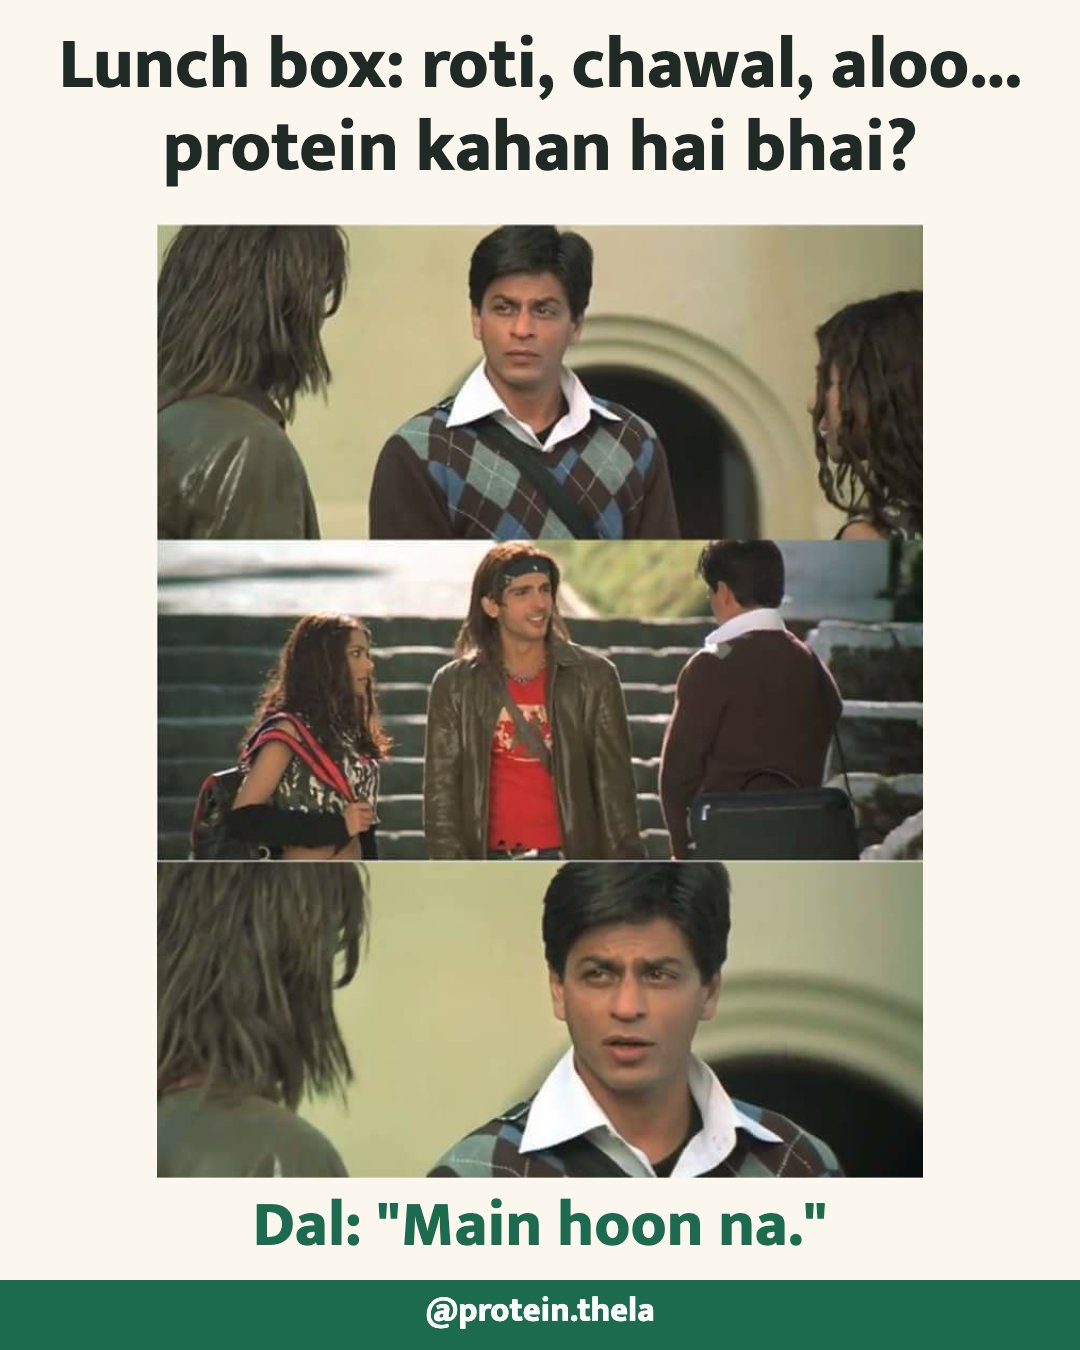 Lunch box: roti, chawal, aloo...
protein kahan hai bhai?
Dal: "Main hoon na."
@protein.thela